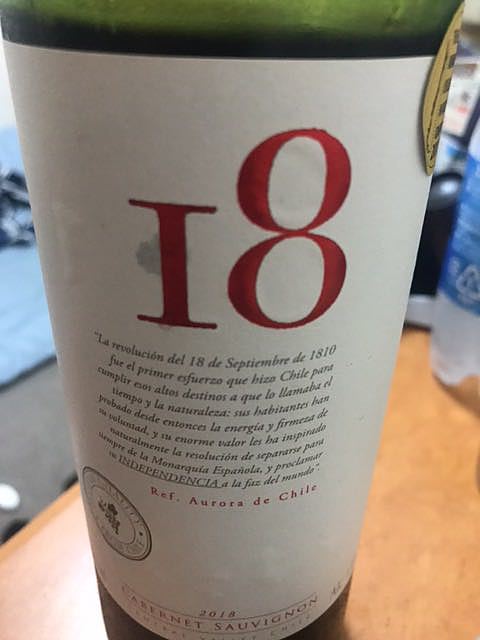 18
"La revolución del 18 de Septiembre de 1810
fue el primer esfuerzo que hizo Chile para
cumplir esos altos destinos a que lo llamaba el
tiempo y la naturaleza: sus habitantes han
probado desde entonces la energía y firmeza de
su voluntad, y su enorme valor les ha inspirado
naturalmente la resolución de separarse para
siempre de la Monarquía Española, y proclamar
su INDEPENDENCIA a la faz del mundo".
Ref. Aurora de Chile
2018
CABERNET SAUVIGNON
CENTRAL VALLEY CHILE